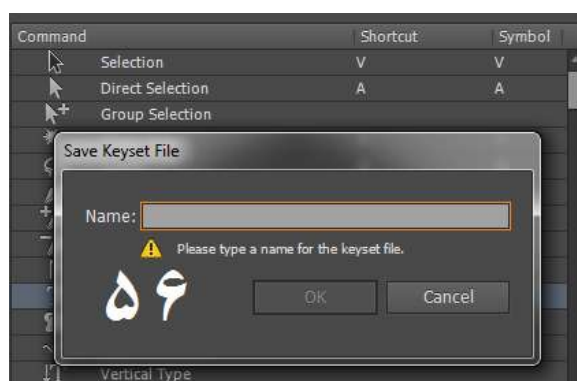 Command Shortcut Symbol
Selection V V
Direct Selection A A
Group Selection
Save Keyset File
Name:
Please type a name for the keyset file.
۵۶
OK Cancel
Vertical Type